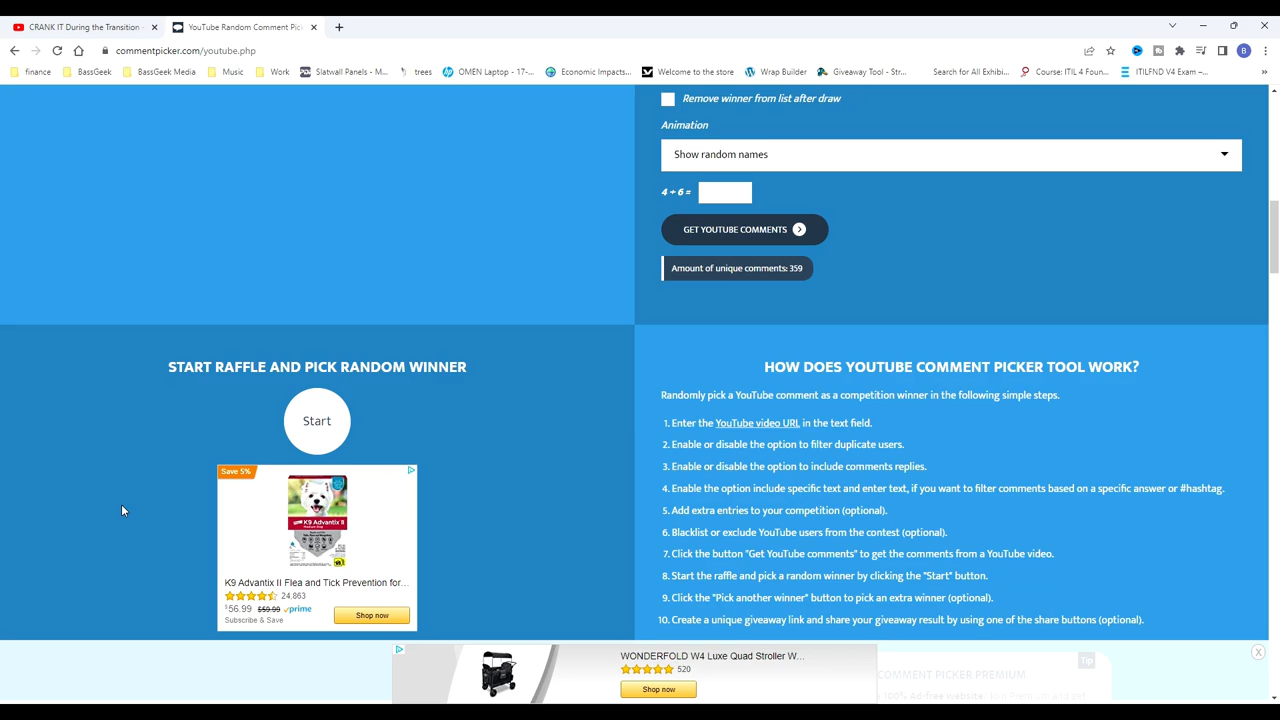 CRANK IT During the Transition
YouTube Random Comment Pic
commentpicker.com/youtube.php
B
finance
BassGeek
BassGeek Media
Music
Work
Slatwall Panels - M...
trees
OMEN Laptop - 17-...
Economic Impacts...
Welcome to the store
Wrap Builder
Giveaway Tool - Str...
Search for All Exhibi...
Course: ITIL 4 Foun...
ITILFND V4 Exam –...
Remove winner from list after draw
Animation
Show random names
4 + 6 =
GET YOUTUBE COMMENTS
Amount of unique comments: 359
START RAFFLE AND PICK RANDOM WINNER
Start
Save 5%
K9 Advantix II
K9 Advantix II Flea and Tick Prevention for...
24,863
$56.99 $59.99 prime
Subscribe & Save
Shop now
HOW DOES YOUTUBE COMMENT PICKER TOOL WORK?
Randomly pick a YouTube comment as a competition winner in the following simple steps.
1. Enter the YouTube video URL in the text field.
2. Enable or disable the option to filter duplicate users.
3. Enable or disable the option to include comments replies.
4. Enable the option include specific text and enter text, if you want to filter comments based on a specific answer or #hashtag.
5. Add extra entries to your competition (optional).
6. Blacklist or exclude YouTube users from the contest (optional).
7. Click the button "Get YouTube comments" to get the comments from a YouTube video.
8. Start the raffle and pick a random winner by clicking the "Start" button.
9. Click the "Pick another winner" button to pick an extra winner (optional).
10. Create a unique giveaway link and share your giveaway result by using one of the share buttons (optional).
WONDERFOLD W4 Luxe Quad Stroller W...
520
Shop now
X
Tip
COMMENT PICKER PREMIUM
100% Ad-free website! Join Premium and get